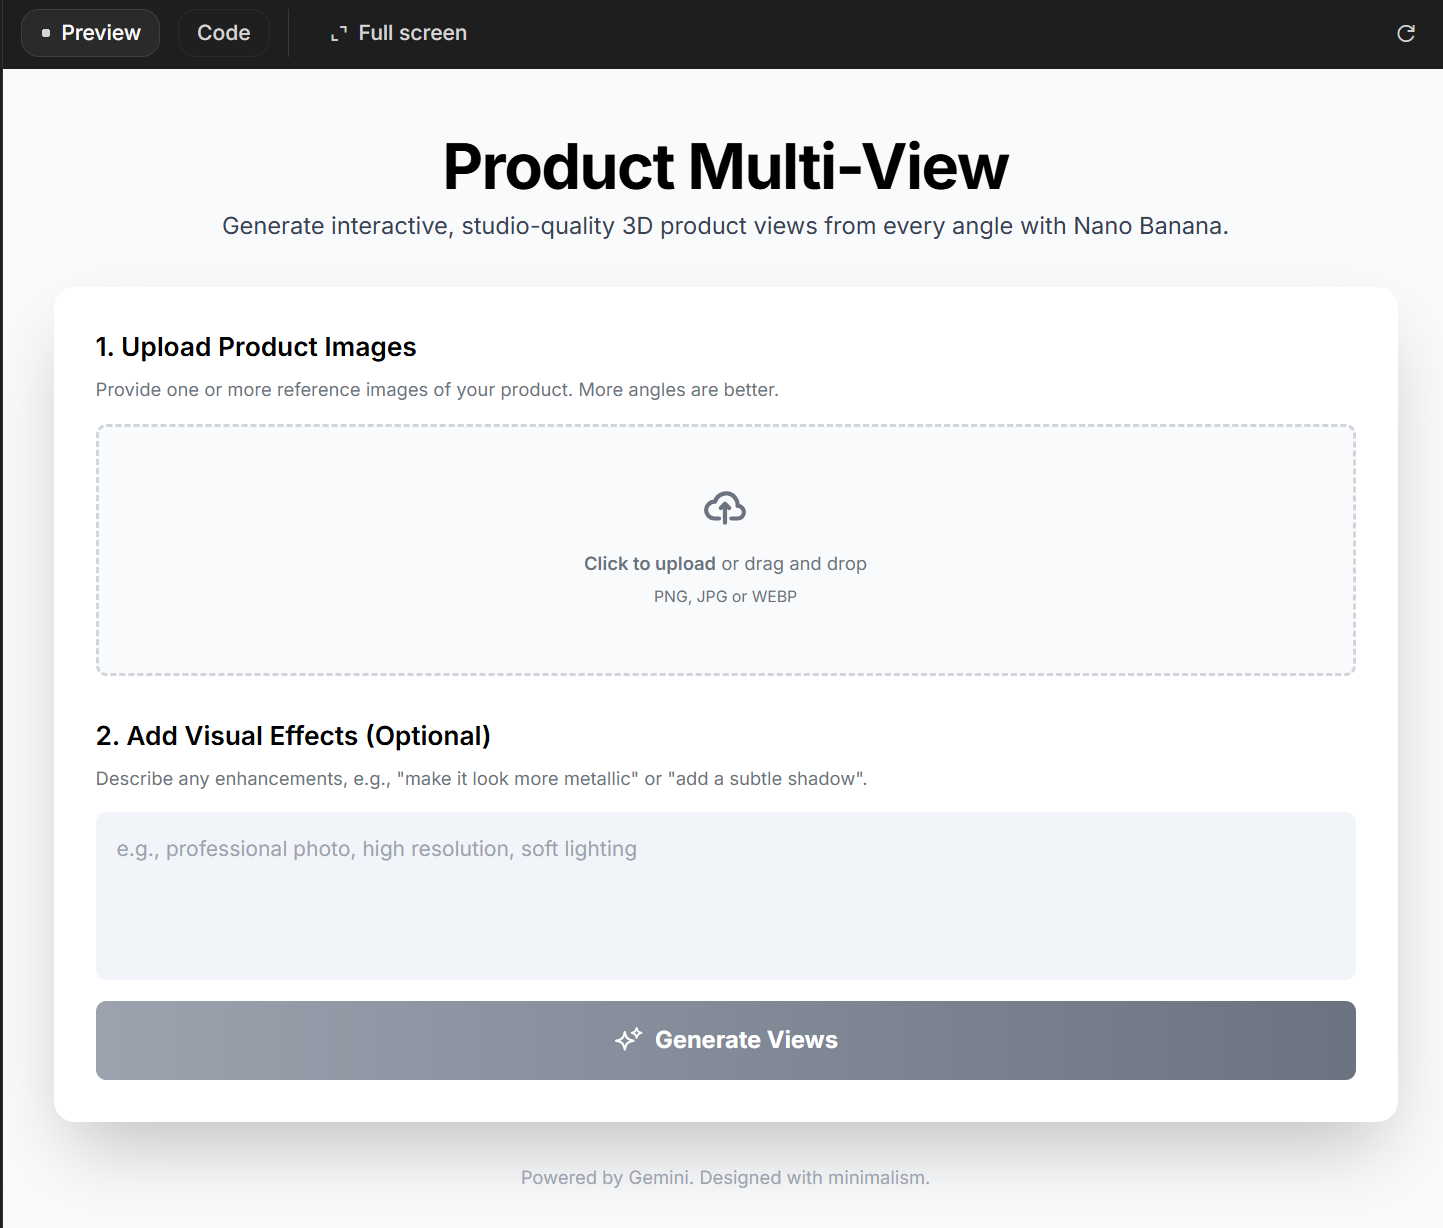 Preview Code Full screen
Product Multi-View
Generate interactive, studio-quality 3D product views from every angle with Nano Banana.
1. Upload Product Images
Provide one or more reference images of your product. More angles are better.
Click to upload or drag and drop
PNG, JPG or WEBP
2. Add Visual Effects (Optional)
Describe any enhancements, e.g., "make it look more metallic" or "add a subtle shadow".
e.g., professional photo, high resolution, soft lighting
Generate Views
Powered by Gemini. Designed with minimalism.